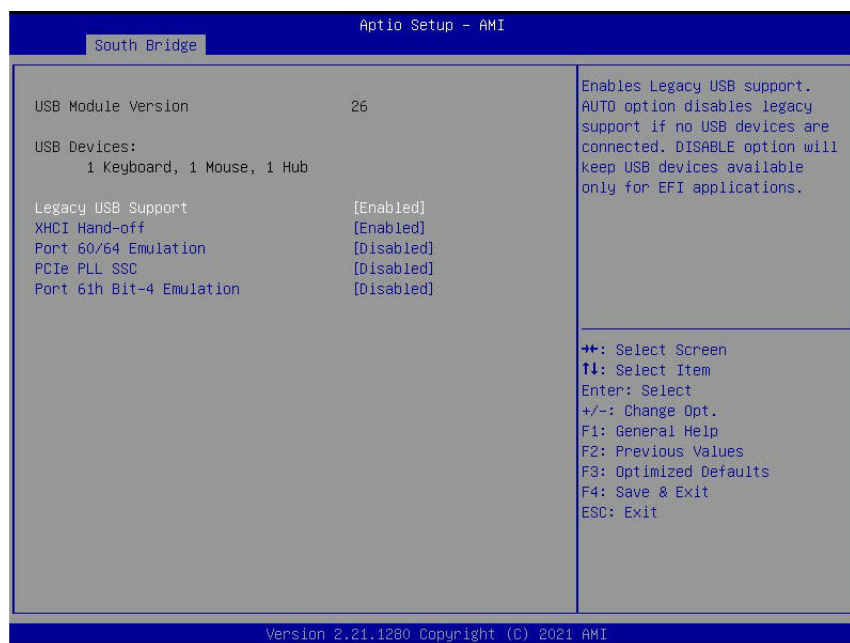 Aptio Setup – AMI
South Bridge
USB Module Version 26
USB Devices:
1 Keyboard, 1 Mouse, 1 Hub
Legacy USB Support [Enabled]
XHCI Hand-off [Enabled]
Port 60/64 Emulation [Disabled]
PCIe PLL SSC [Disabled]
Port 61h Bit-4 Emulation [Disabled]
Enables Legacy USB support.
AUTO option disables legacy
support if no USB devices are
connected. DISABLE option will
keep USB devices available
only for EFI applications.
→←: Select Screen
↑↓: Select Item
Enter: Select
+/-: Change Opt.
F1: General Help
F2: Previous Values
F3: Optimized Defaults
F4: Save & Exit
ESC: Exit
Version 2.21.1280 Copyright (C) 2021 AMI